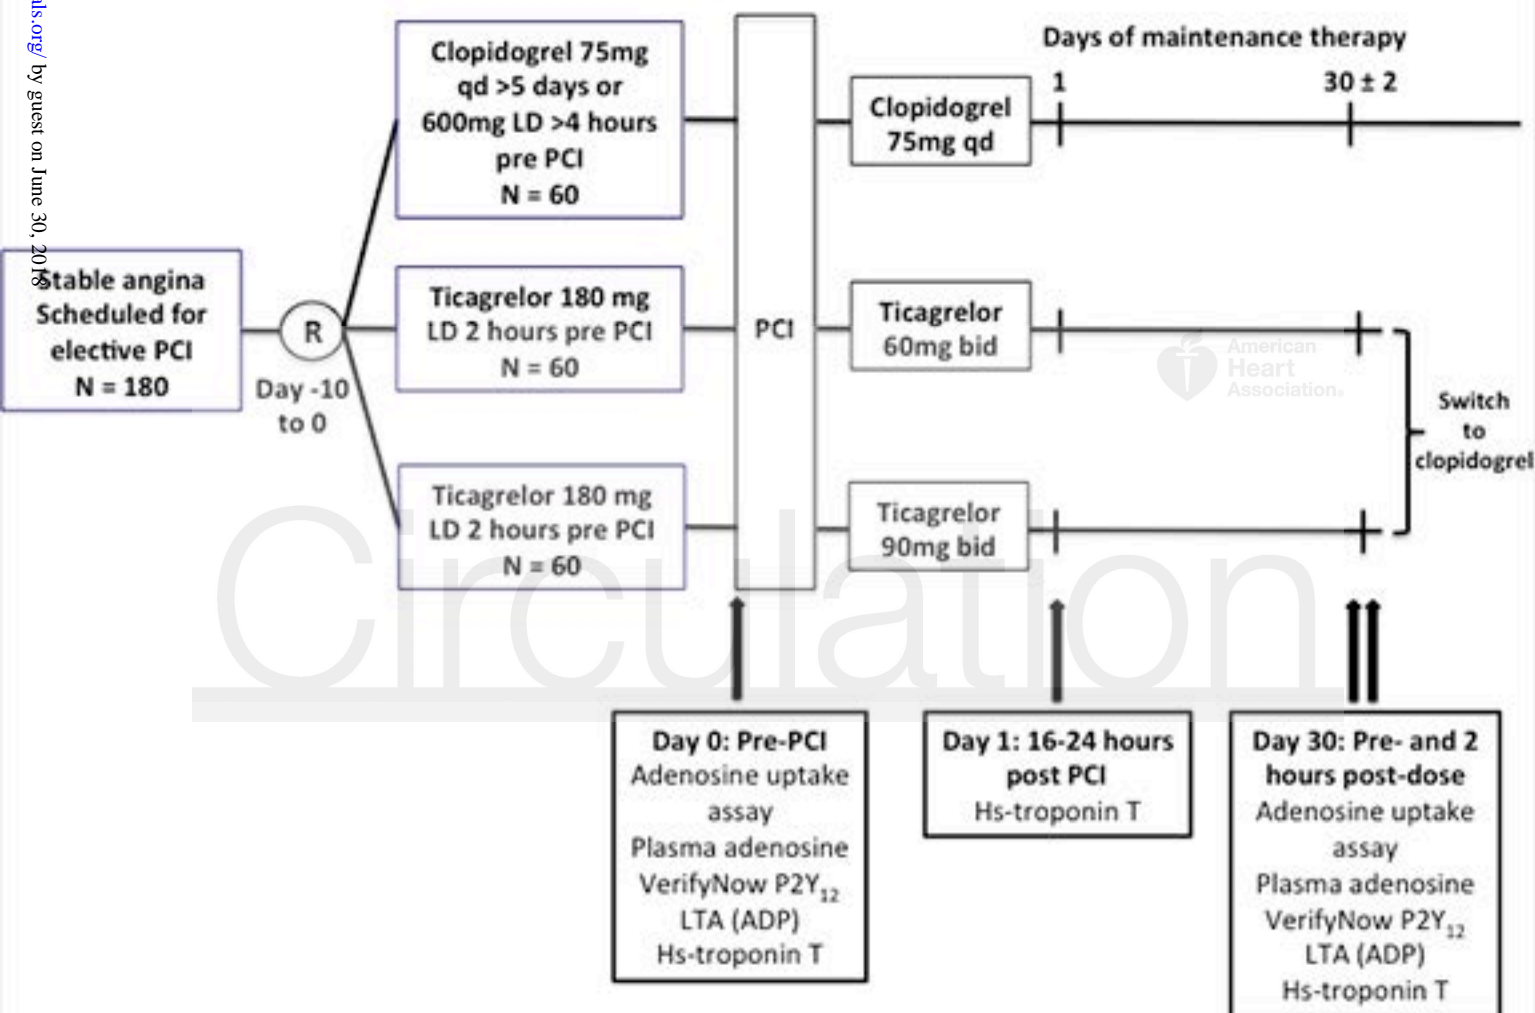 als.org/ by guest on June 30, 2018
Clopidogrel 75mg
qd >5 days or
600mg LD >4 hours
pre PCI
N = 60
Days of maintenance therapy
1
30 ± 2
Clopidogrel
75mg qd
Stable angina
Scheduled for
elective PCI
N = 180
R
Day -10
to 0
Ticagrelor 180 mg
LD 2 hours pre PCI
N = 60
PCI
Ticagrelor
60mg bid
American
Heart
Association®
Switch
to
clopidogrel
Ticagrelor 180 mg
LD 2 hours pre PCI
N = 60
Ticagrelor
90mg bid
Circulation
Day 0: Pre-PCI
Adenosine uptake
assay
Plasma adenosine
VerifyNow P2Y12
LTA (ADP)
Hs-troponin T
Day 1: 16-24 hours
post PCI
Hs-troponin T
Day 30: Pre- and 2
hours post-dose
Adenosine uptake
assay
Plasma adenosine
VerifyNow P2Y12
LTA (ADP)
Hs-troponin T